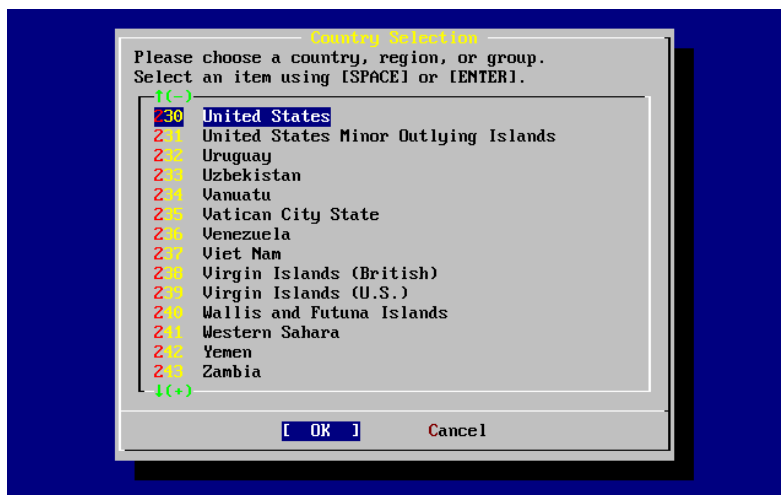 Country Selection
Please choose a country, region, or group.
Select an item using [SPACE] or [ENTER].
↑(-)
230 United States
231 United States Minor Outlying Islands
232 Uruguay
233 Uzbekistan
234 Vanuatu
235 Vatican City State
236 Venezuela
237 Viet Nam
238 Virgin Islands (British)
239 Virgin Islands (U.S.)
240 Wallis and Futuna Islands
241 Western Sahara
242 Yemen
243 Zambia
↓(+)
[ OK ] Cancel